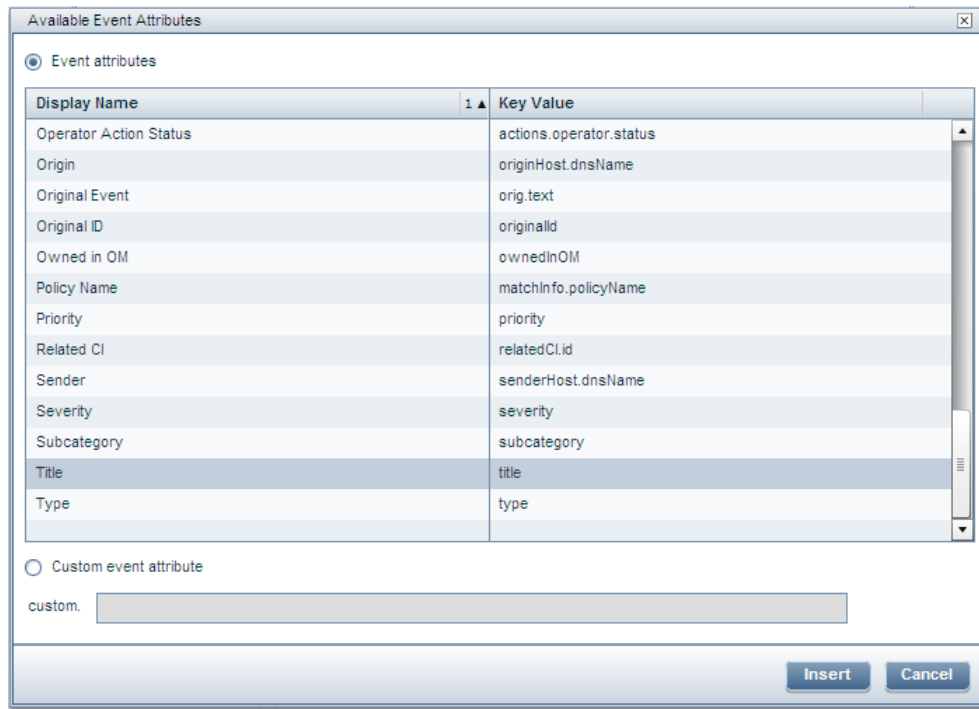 Available Event Attributes
Event attributes
Display Name 1 ▲ Key Value
Operator Action Status actions.operator.status
Origin originHost.dnsName
Original Event orig.text
Original ID originalId
Owned in OM ownedInOM
Policy Name matchInfo.policyName
Priority priority
Related CI relatedCI.id
Sender senderHost.dnsName
Severity severity
Subcategory subcategory
Title title
Type type
Custom event attribute
custom.
Insert Cancel